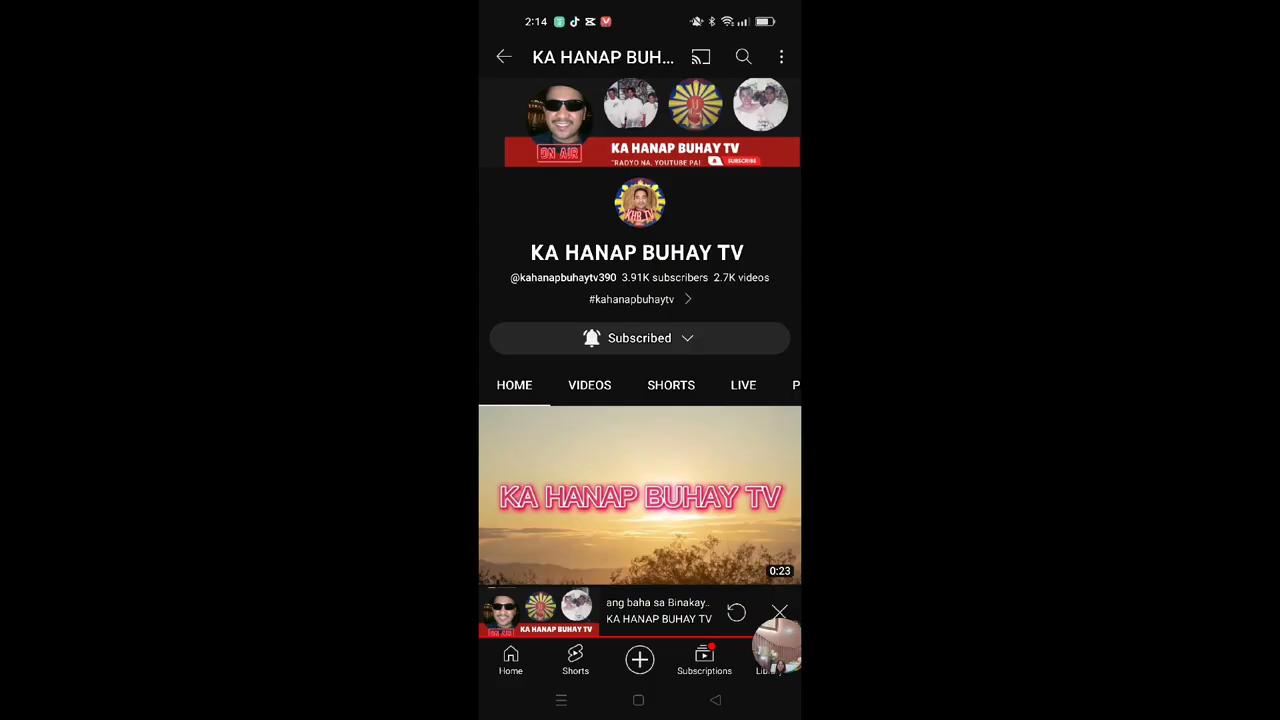 2:14
KA HANAP BUH...
ON AIR
KA HANAP BUHAY TV
"RADYO NA, YOUTUBE PA!
SUBSCRIBE
KHB TV
KA HANAP BUHAY TV
@kahanapbuhaytv390 3.91K subscribers 2.7K videos
#kahanapbuhaytv
Subscribed
HOME VIDEOS SHORTS LIVE P
KA HANAP BUHAY TV
0:23
ang baha sa Binakay..
KA HANAP BUHAY TV
KA HANAP BUHAY TV
Home Shorts Subscriptions